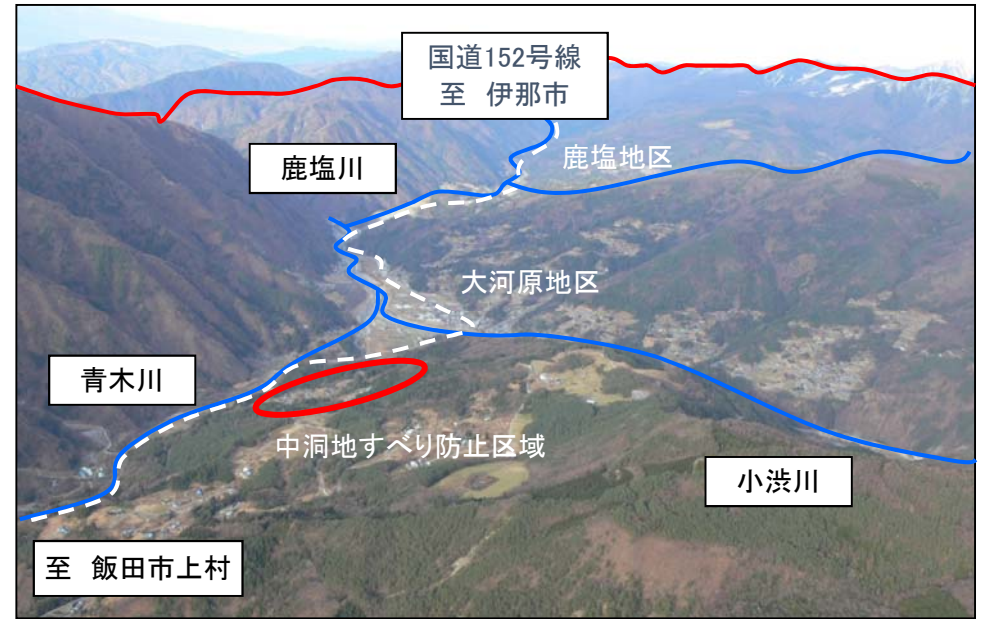 国道152号線
至　伊那市
鹿塩地区
鹿塩川
大河原地区
青木川
中洞地すべり防止区域
小渋川
至　飯田市上村